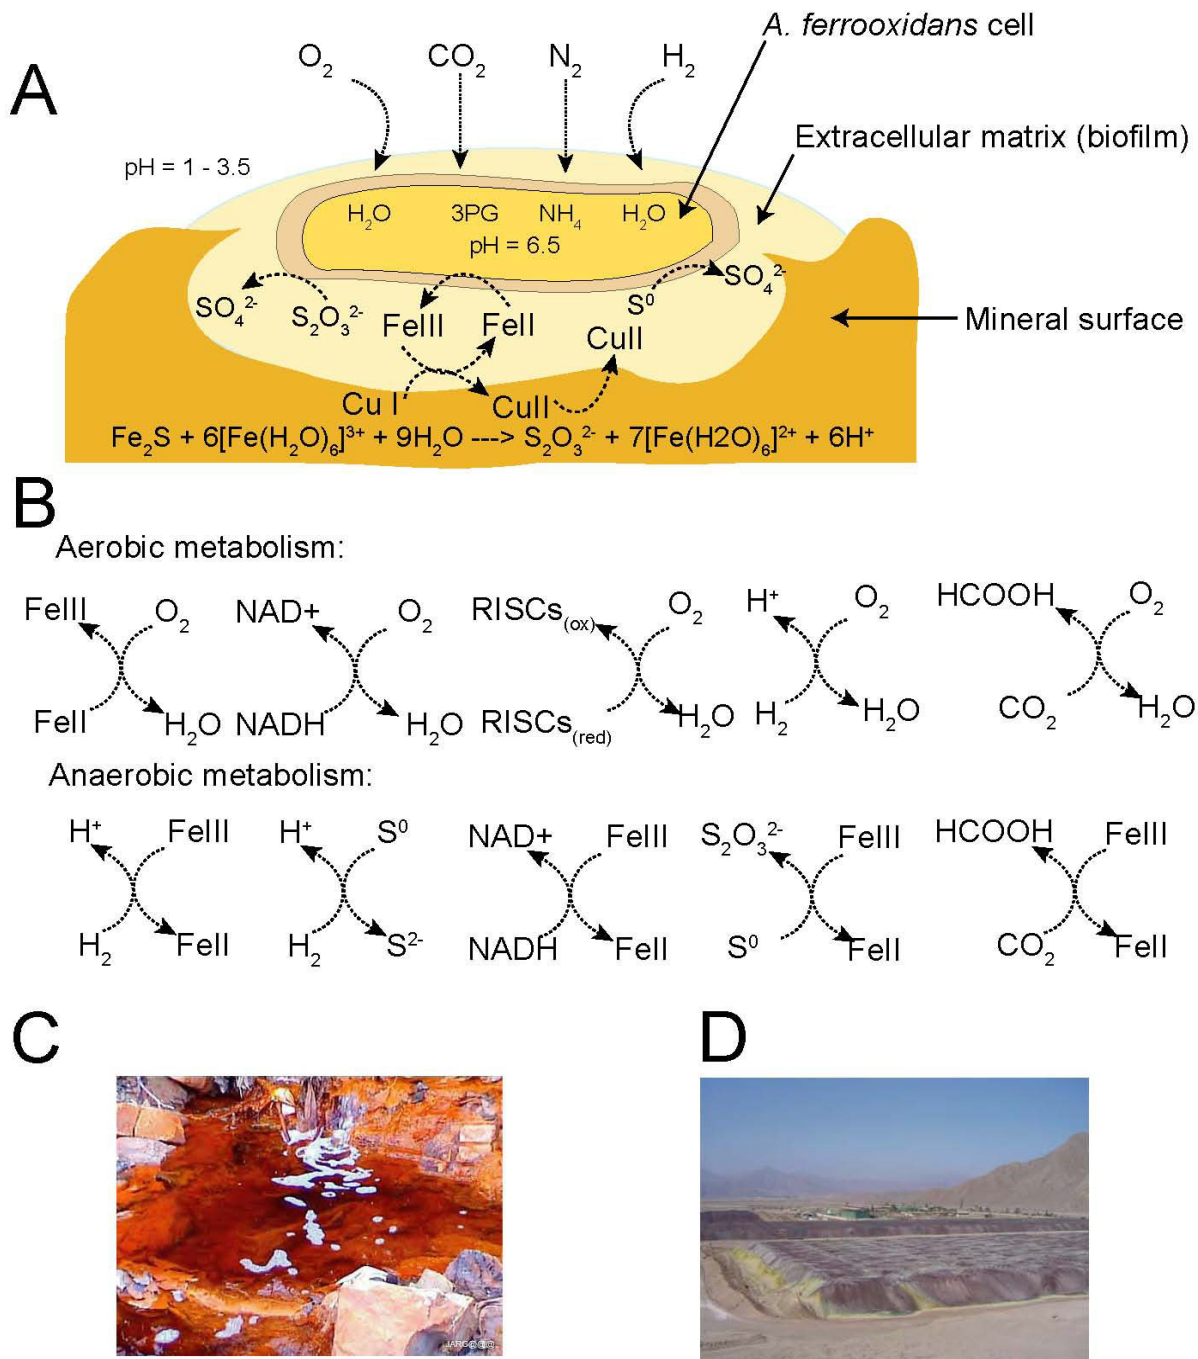 A. ferrooxidans cell
O₂ CO₂ N₂ H₂
A
Extracellular matrix (biofilm)
pH = 1 - 3.5
H₂O 3PG NH₄ H₂O
pH = 6.5
SO₄²⁻ S₂O₃²⁻ FeIII FeII S⁰ SO₄²⁻
CuII
Mineral surface
Cu I CuII
Fe₂S + 6[Fe(H₂O)₆]³⁺ + 9H₂O ---> S₂O₃²⁻ + 7[Fe(H2O)₆]²⁺ + 6H⁺
B
Aerobic metabolism:
FeIII O₂ NAD+ O₂ RISCs(ox) O₂ H⁺ O₂ HCOOH O₂
FeII H₂O NADH H₂O RISCs(red) H₂O H₂ H₂O CO₂ H₂O
Anaerobic metabolism:
H⁺ FeIII H⁺ S⁰ NAD+ FeIII S₂O₃²⁻ FeIII HCOOH FeIII
H₂ FeII H₂ S²⁻ NADH FeII S⁰ FeII CO₂ FeII
C D